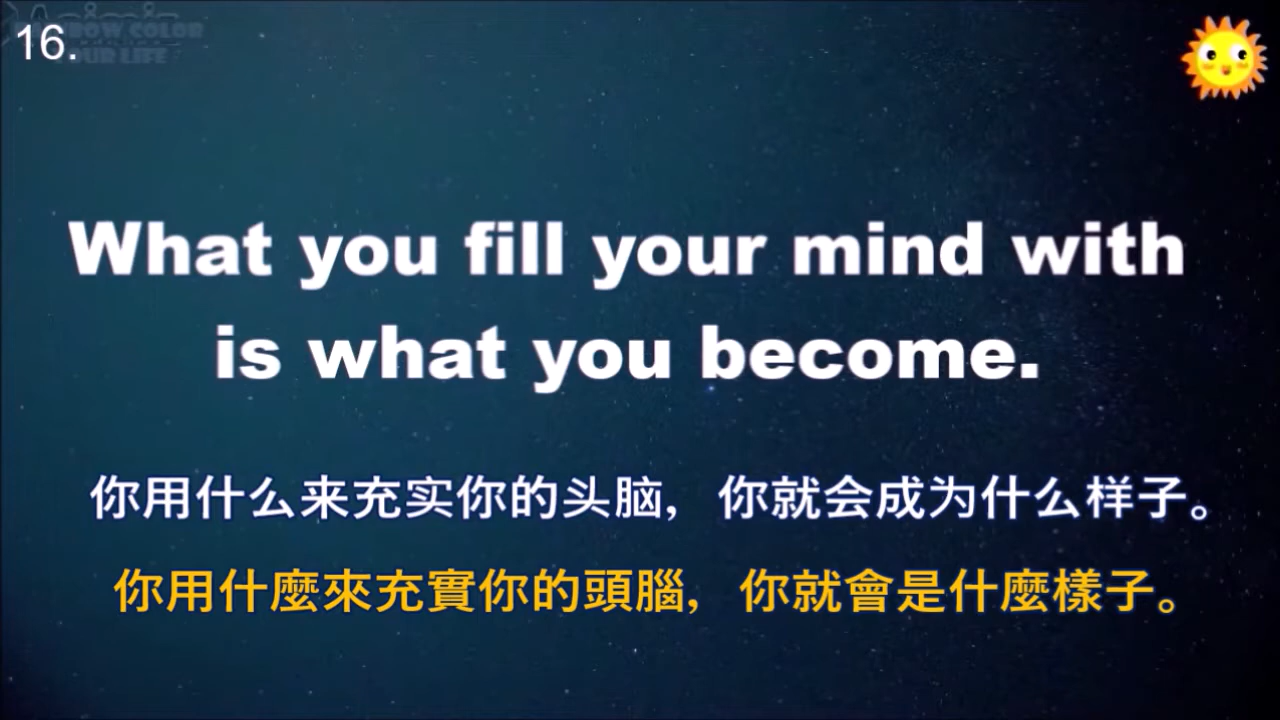 16.
What you fill your mind with
is what you become.
你用什么来充实你的头脑, 你就会成为什么样子。
你用什麼來充實你的頭腦, 你就會是什麼樣子。